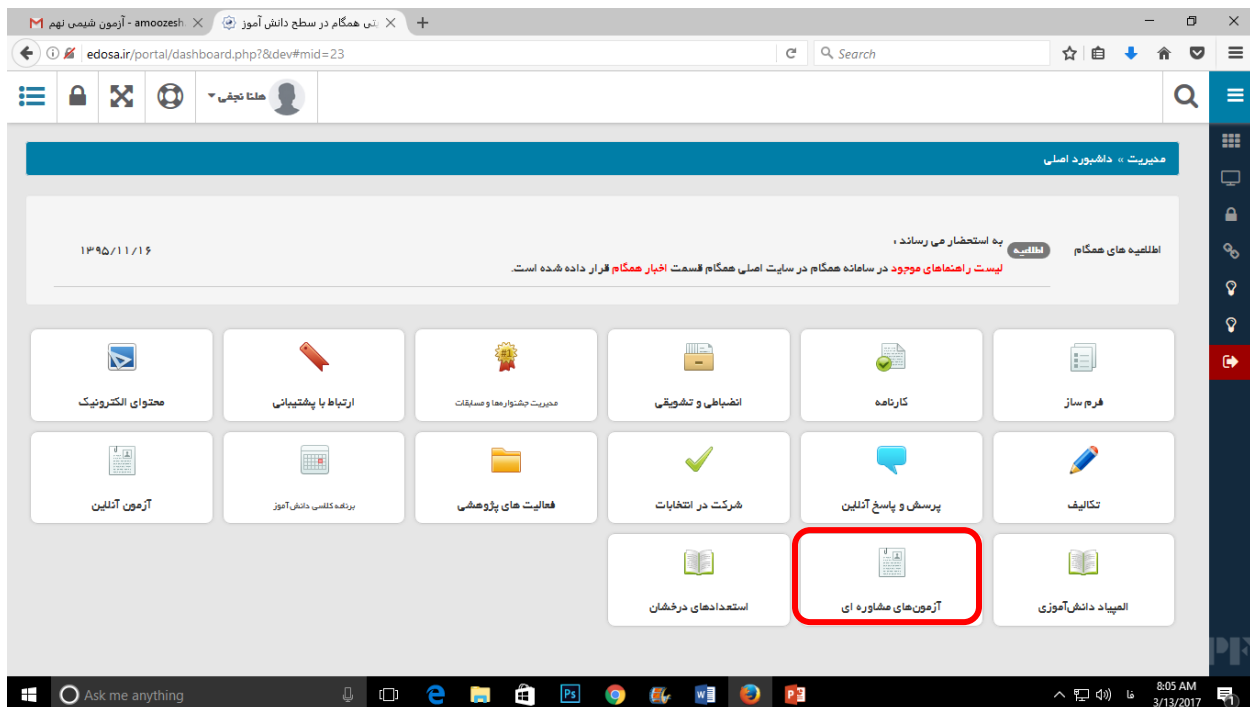 amoozesh - آزمون شیمی نهم
یتی همگام در سطح دانش آموز
edosa.ir/portal/dashboard.php?&dev#mid=23
Search
هلنا نجفی
مدیریت » داشبورد اصلی
اطلاعیه های همگام
اطلاعیه
به استحضار می رساند ،
لیست راهنماهای موجود در سامانه همگام در سایت اصلی همگام قسمت اخبار همگام قرار داده شده است.
۱۳۹۵/۱۱/۱۶
فرم ساز
کارنامه
انضباطی و تشویقی
مدیریت جشنواره‌ها و مسابقات
ارتباط با پشتیبانی
محتوای الکترونیک
تکالیف
پرسش و پاسخ آنلاین
شرکت در انتخابات
فعالیت های پژوهشی
برنامه کلاسی دانش آموز
آزمون آنلاین
المپیاد دانش‌آموزی
آزمون‌های مشاوره ای
استعدادهای درخشان
Ask me anything
فا
8:05 AM
3/13/2017